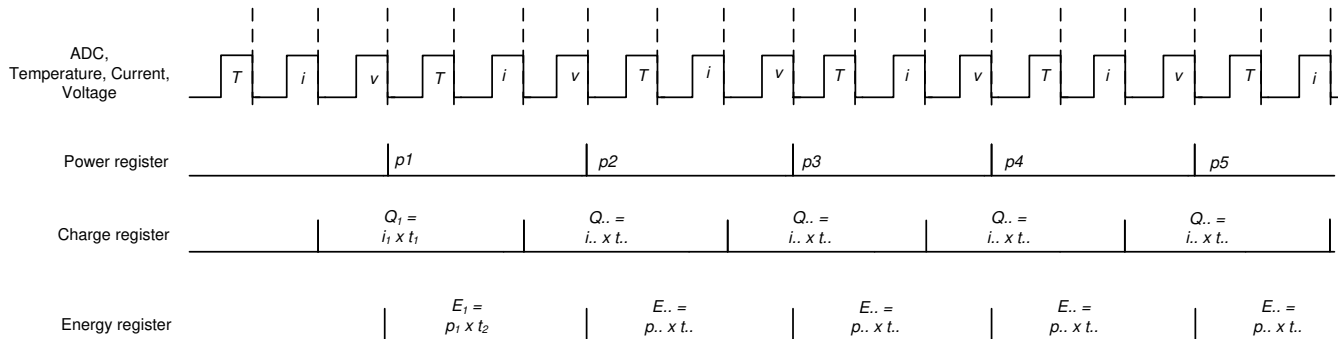 ADC,
Temperature, Current,
Voltage
T i v T i v T i v T i v T i
Power register
p1 p2 p3 p4 p5
Charge register
Q₁ = Q.. = Q.. = Q.. = Q.. =
i₁ x t₁ i.. x t.. i.. x t.. i.. x t.. i.. x t..
Energy register
E₁ = E.. = E.. = E.. = E.. =
p₁ x t₂ p.. x t.. p.. x t.. p.. x t.. p.. x t..